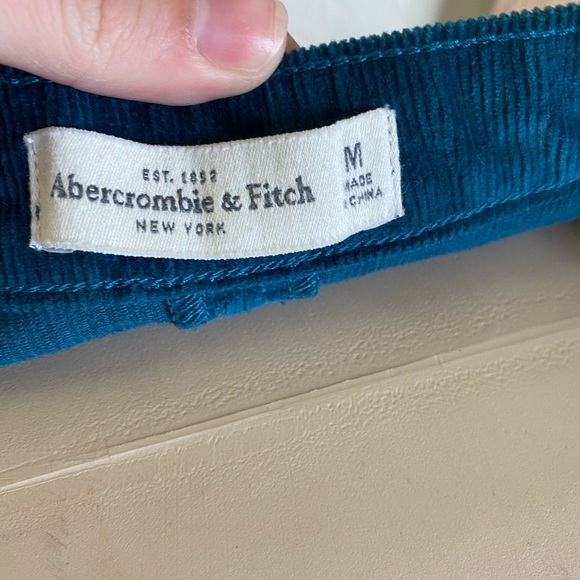 EST. 1892
Abercrombie & Fitch
NEW YORK
M
MADE
CHINA